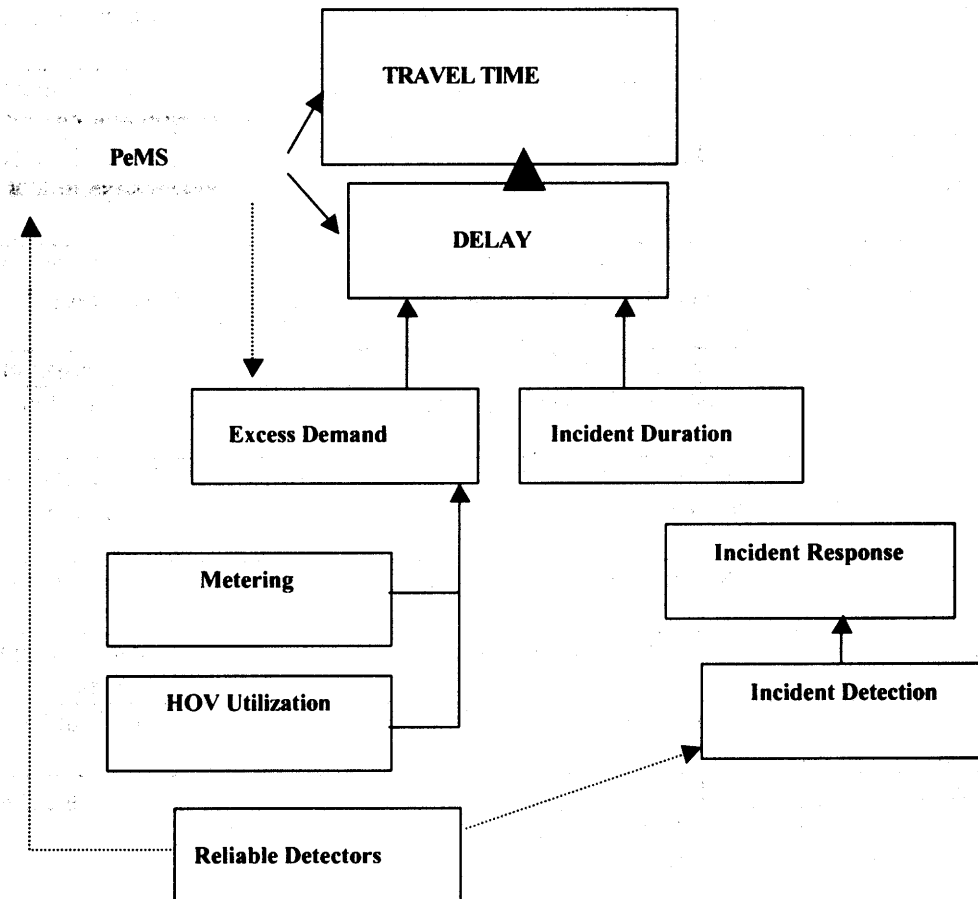 TRAVEL TIME
PeMS
DELAY
Excess Demand
Incident Duration
Incident Response
Metering
Incident Detection
HOV Utilization
Reliable Detectors